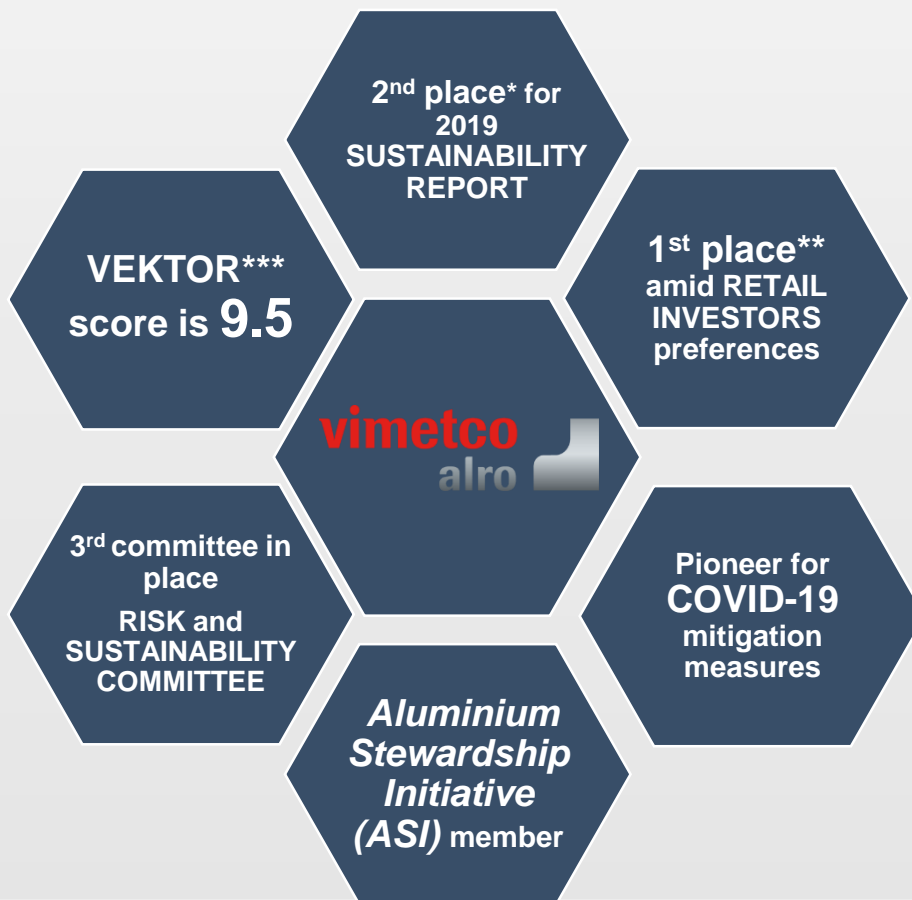 2nd place* for
2019
SUSTAINABILITY
REPORT
VEKTOR***
score is 9.5
1st place**
amid RETAIL
INVESTORS
preferences
vimetco
alro
3rd committee in
place
RISK and
SUSTAINABILITY
COMMITTEE
Pioneer for
COVID-19
mitigation
measures
Aluminium
Stewardship
Initiative
(ASI) member